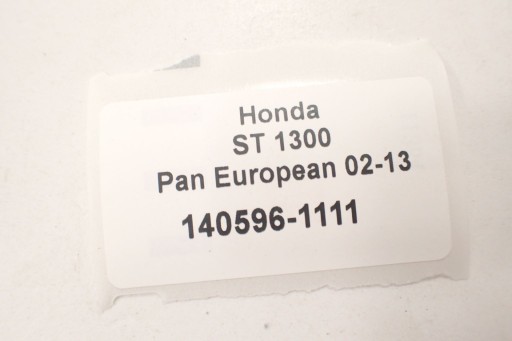 Honda
ST 1300
Pan European 02-13
140596-1111